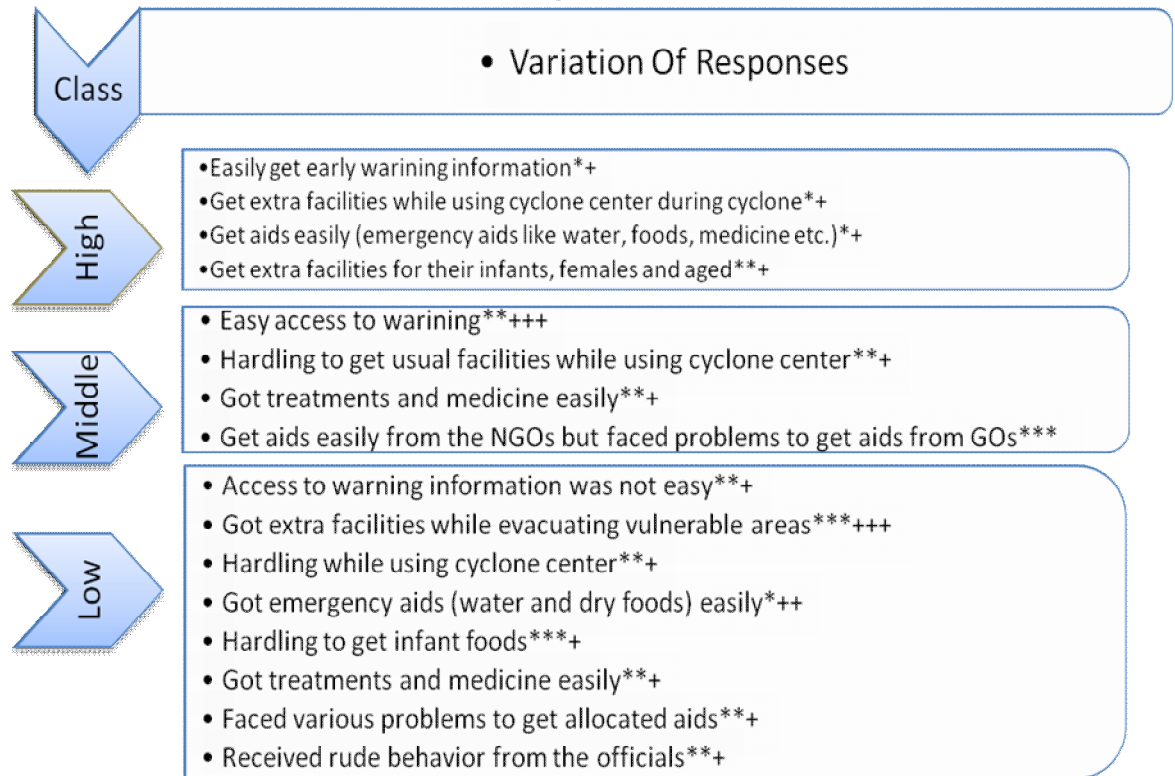 Class
• Variation Of Responses
High
•Easily get early warining information*+
•Get extra facilities while using cyclone center during cyclone*+
•Get aids easily (emergency aids like water, foods, medicine etc.)*+
•Get extra facilities for their infants, females and aged**+
Middle
• Easy access to warining**+++
• Hardling to get usual facilities while using cyclone center**+
• Got treatments and medicine easily**+
• Get aids easily from the NGOs but faced problems to get aids from GOs***
Low
• Access to warning information was not easy**+
• Got extra facilities while evacuating vulnerable areas***+++
• Hardling while using cyclone center**+
• Got emergency aids (water and dry foods) easily*++
• Hardling to get infant foods***+
• Got treatments and medicine easily**+
• Faced various problems to get allocated aids**+
• Received rude behavior from the officials**+